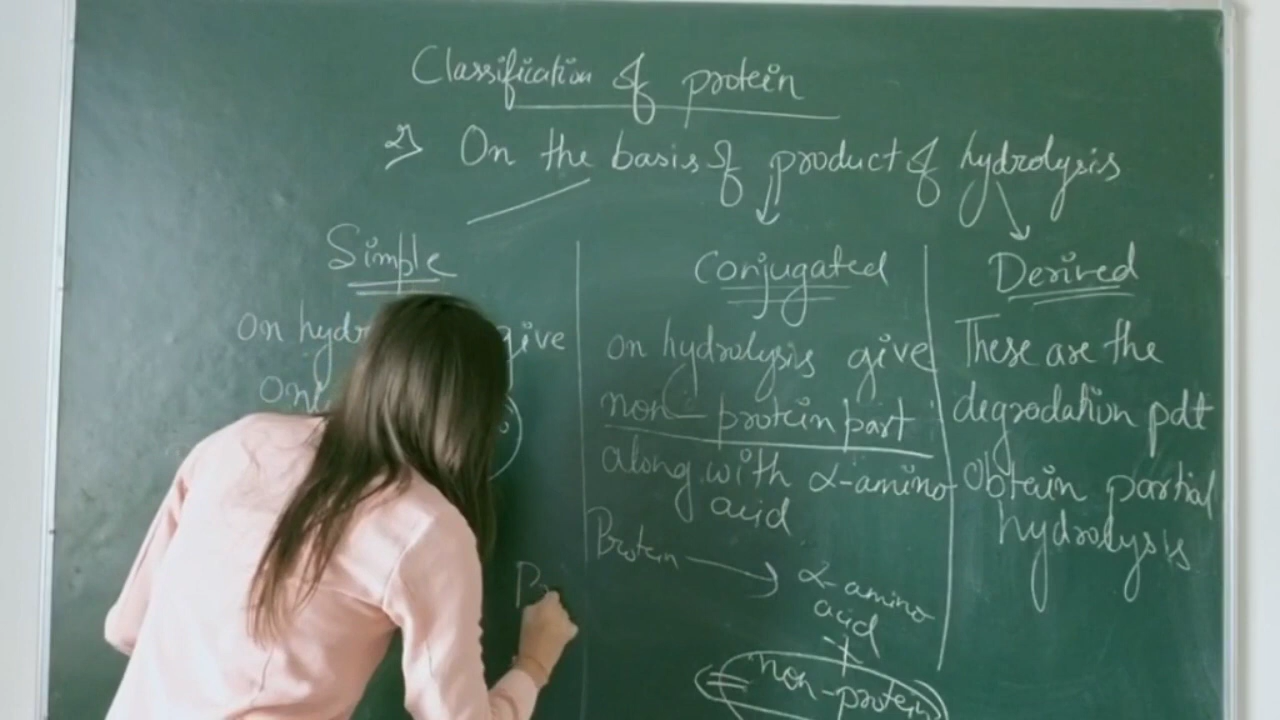 Classification of protein
2) On the basis of product of hydrolysis
Simple
On hydr give
Conjugated
on hydrolysis give
non-protein part
along with α-amino
acid
Protein → α-amino
acid
+
non-protein
Derived
These are the
degradation pdt
Obtain partial
hydrolysis